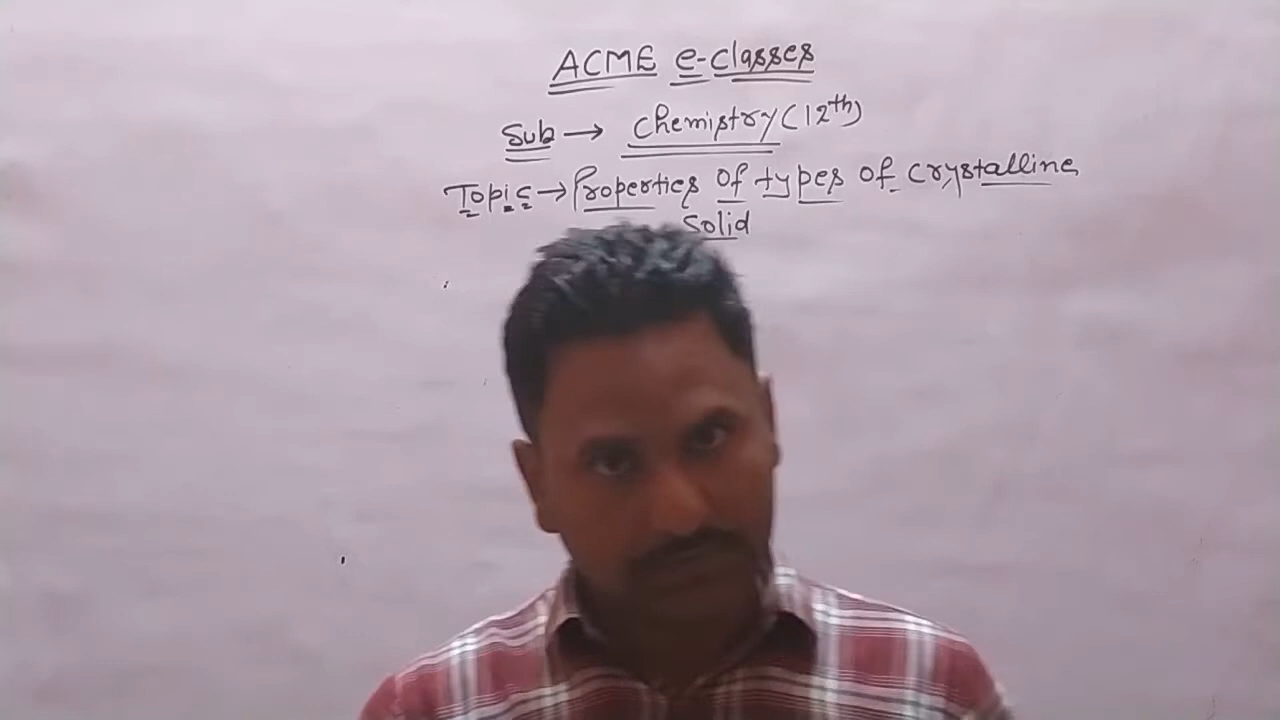 ACME e-classes
Sub → Chemistry (12th)
Topic → Properties of types of crystalline
Solid